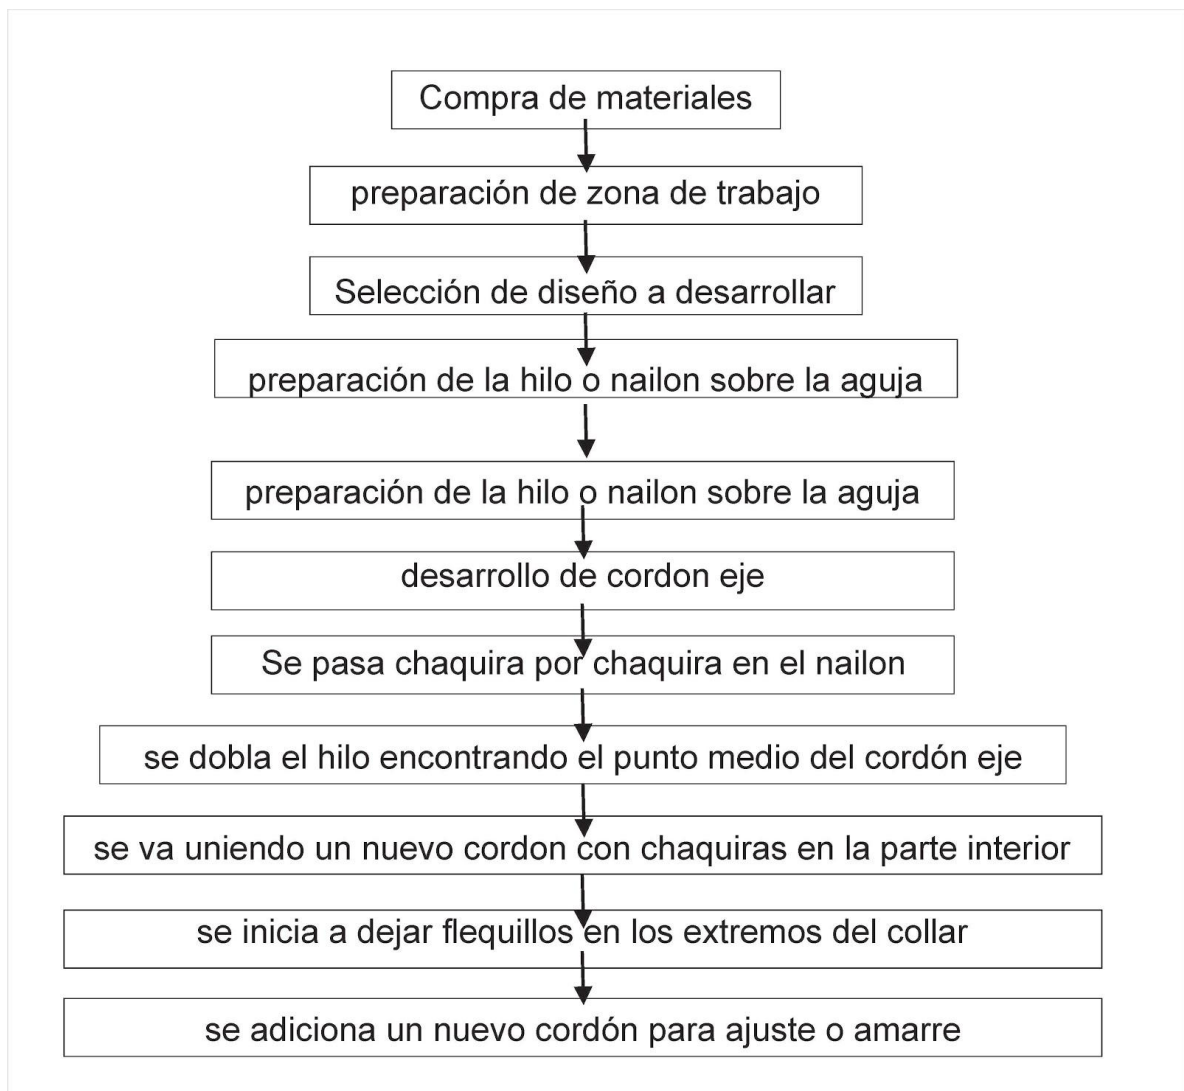 Compra de materiales
preparación de zona de trabajo
Selección de diseño a desarrollar
preparación de la hilo o nailon sobre la aguja
preparación de la hilo o nailon sobre la aguja
desarrollo de cordon eje
Se pasa chaquira por chaquira en el nailon
se dobla el hilo encontrando el punto medio del cordón eje
se va uniendo un nuevo cordon con chaquiras en la parte interior
se inicia a dejar flequillos en los extremos del collar
se adiciona un nuevo cordón para ajuste o amarre